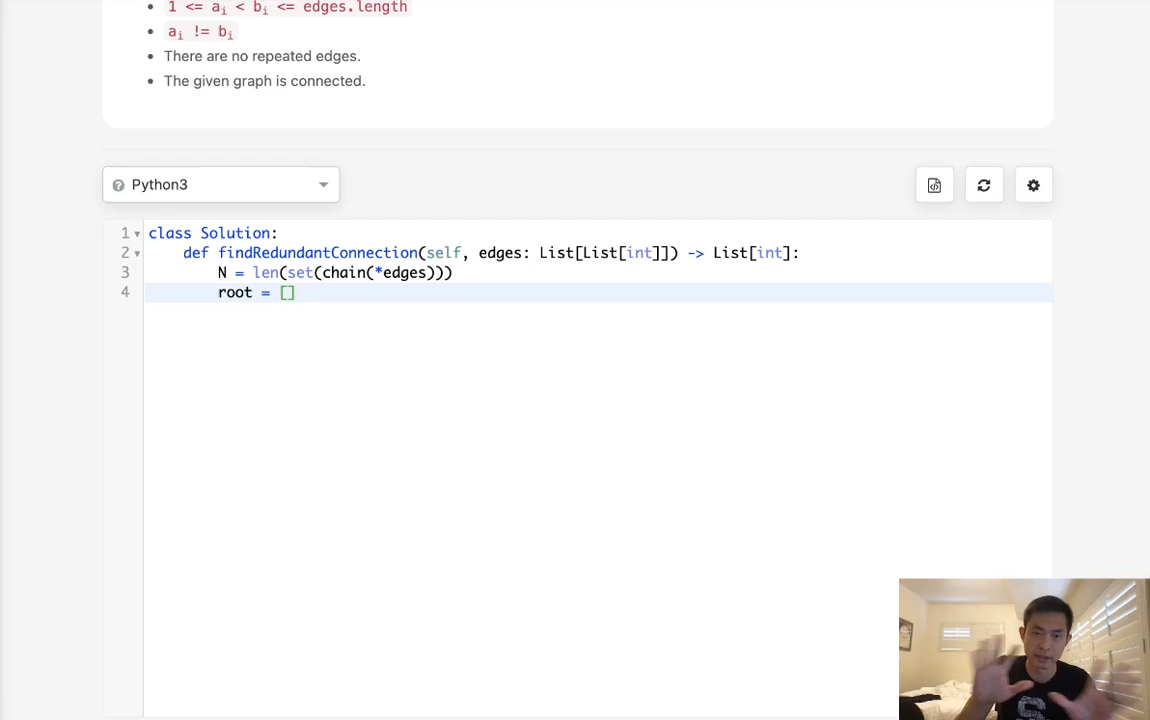 1 <= ai < bi <= edges.length
ai != bi
There are no repeated edges.
The given graph is connected.
Python3
1 class Solution:
2 def findRedundantConnection(self, edges: List[List[int]]) -> List[int]:
3 N = len(set(chain(*edges)))
4 root = []